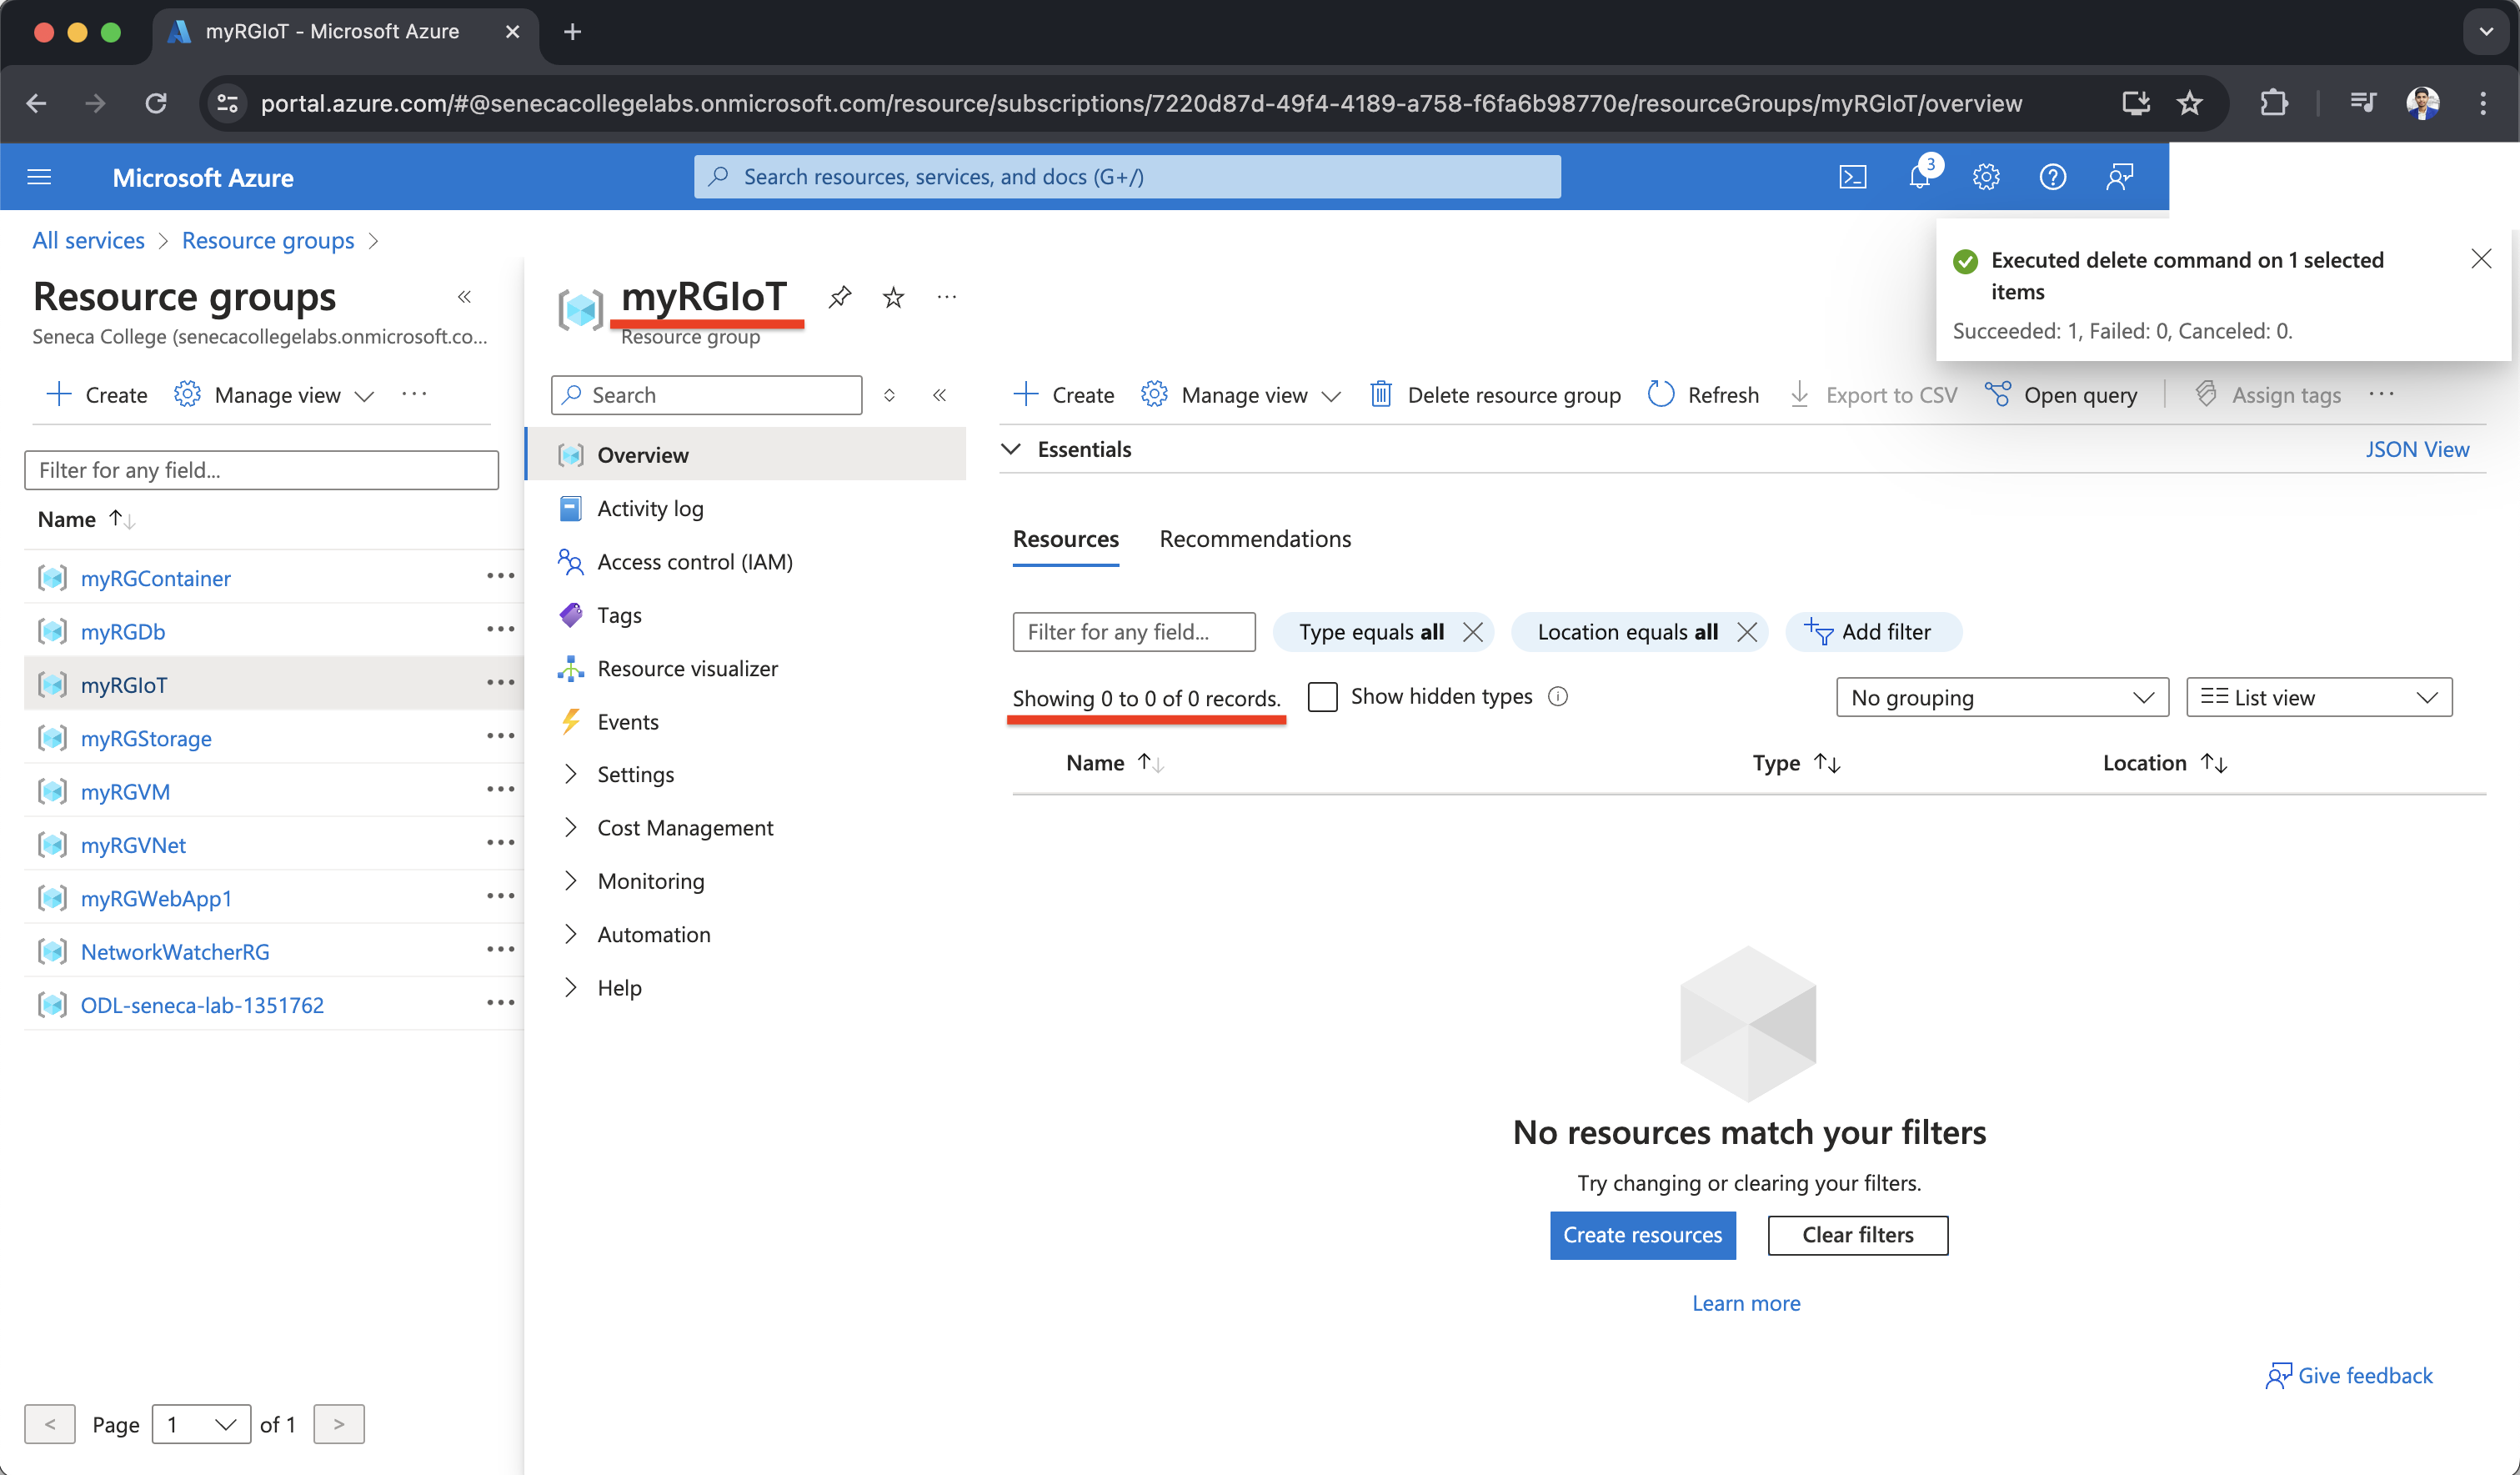 myRGIoT - Microsoft Azure
portal.azure.com/#@senecacollegelabs.onmicrosoft.com/resource/subscriptions/7220d87d-49f4-4189-a758-f6fa6b98770e/resourceGroups/myRGIoT/overview
Microsoft Azure
Search resources, services, and docs (G+/)
3
All services > Resource groups >
Executed delete command on 1 selected
items
Succeeded: 1, Failed: 0, Canceled: 0.
Resource groups
Seneca College (senecacollegelabs.onmicrosoft.co...
Create
Manage view
Filter for any field...
Name
myRGContainer
myRGDb
myRGIoT
myRGStorage
myRGVM
myRGVNet
myRGWebApp1
NetworkWatcherRG
ODL-seneca-lab-1351762
< Page 1 of 1 >
myRGIoT
Resource group
Search
Overview
Activity log
Access control (IAM)
Tags
Resource visualizer
Events
Settings
Cost Management
Monitoring
Automation
Help
Create
Manage view
Delete resource group
Refresh
Export to CSV
Open query
Assign tags
Essentials
JSON View
Resources
Recommendations
Filter for any field...
Type equals all
Location equals all
Add filter
Showing 0 to 0 of 0 records.
Show hidden types
No grouping
List view
Name
Type
Location
No resources match your filters
Try changing or clearing your filters.
Create resources
Clear filters
Learn more
Give feedback